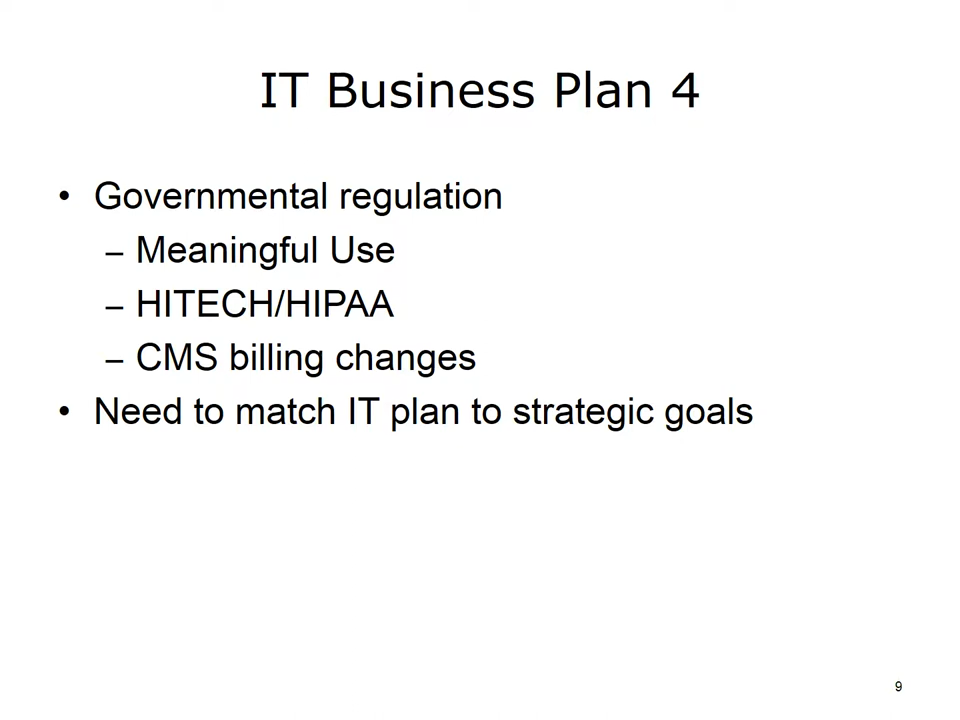 IT Business Plan 4
• Governmental regulation
– Meaningful Use
– HITECH/HIPAA
– CMS billing changes
• Need to match IT plan to strategic goals
9